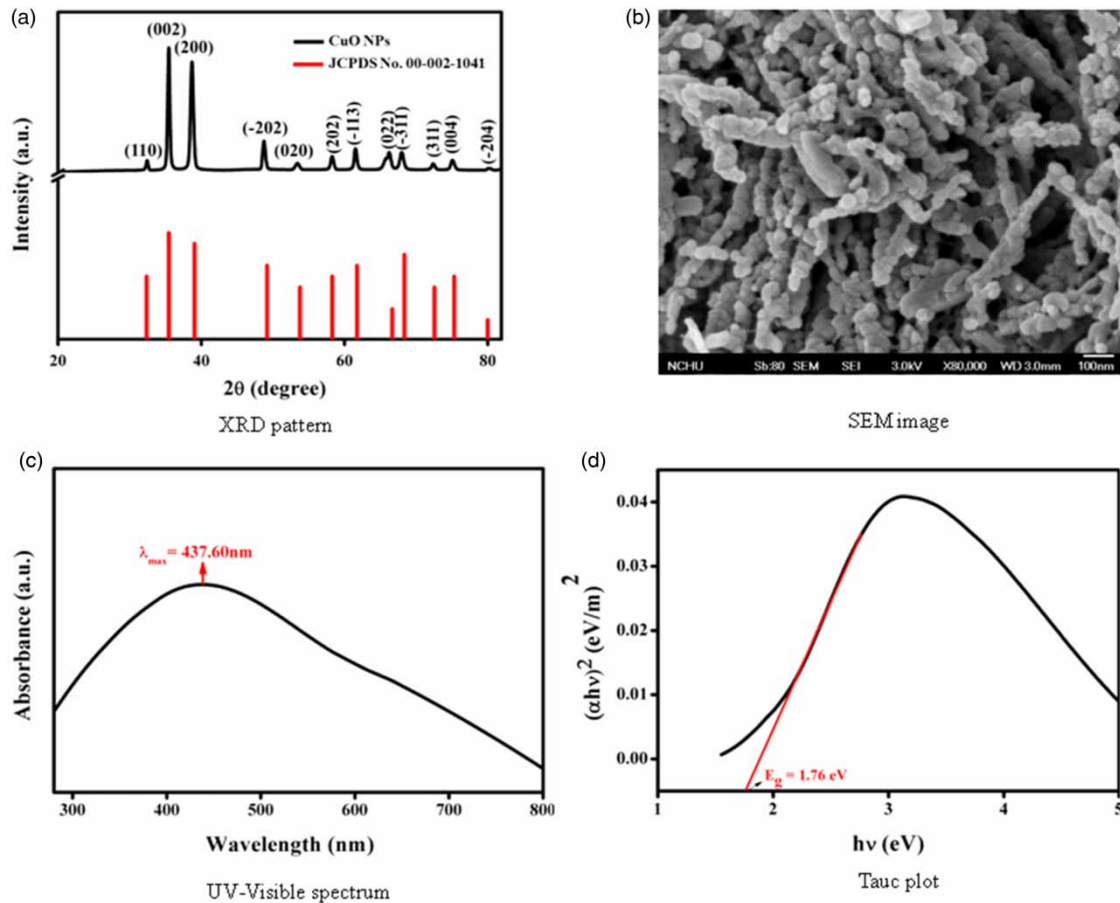 (a)
(002)
(200)
CuO NPs
JCPDS No. 00-002-1041
(110)
(-202)
(020)
(202)
(-113)
(022)
(-311)
(311)
(004)
(-204)
Intensity (a.u.)
20 40 60 80
2θ (degree)
XRD pattern
(b)
NCHU Sb:80 SEM SEI 3.0kV X80,000 WD 3.0mm 100nm
SEM image
(c)
λmax= 437.60nm
Absorbance (a.u.)
300 400 500 600 700 800
Wavelength (nm)
UV-Visible spectrum
(d)
0.04
0.03
0.02
0.01
0.00
(αhν)² (eV/m)²
Eg = 1.76 eV
1 2 3 4 5
hν (eV)
Tauc plot